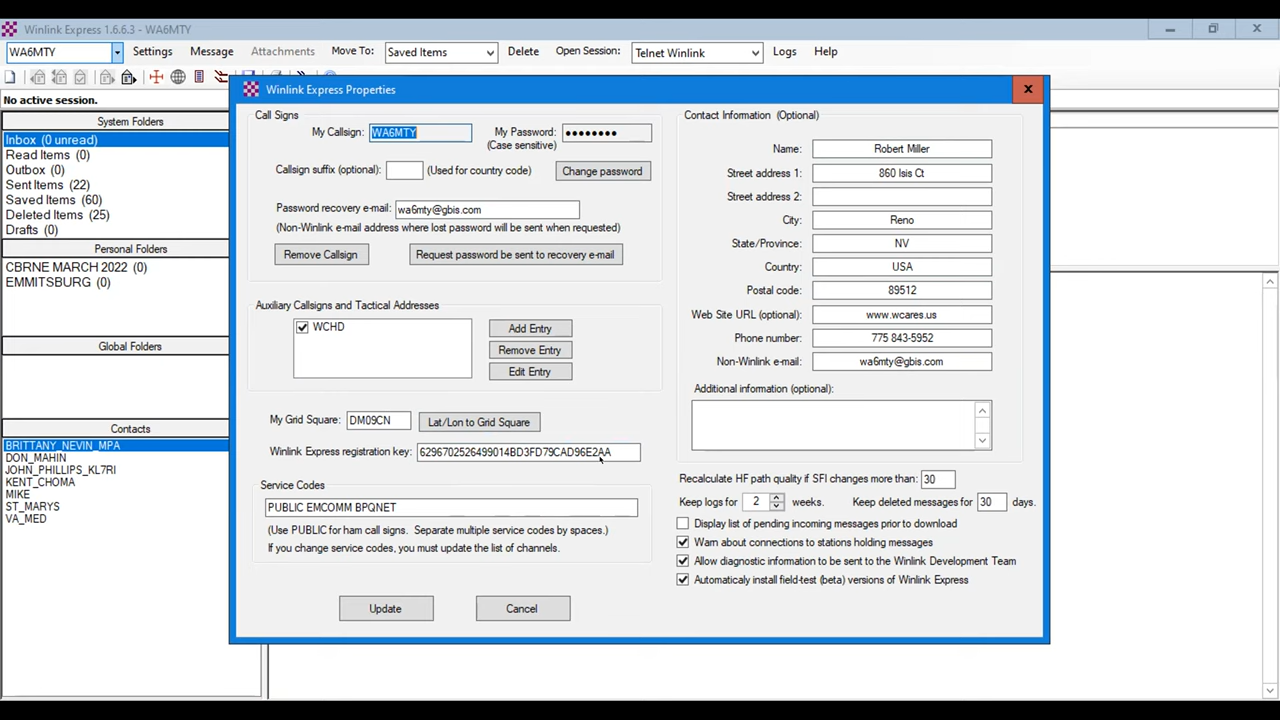 Winlink Express 1.6.6.3 - WA6MTY
WA6MTY Settings Message Attachments Move To: Saved Items Delete Open Session: Telnet Winlink Logs Help
No active session.
System Folders
Inbox (0 unread)
Read Items (0)
Outbox (0)
Sent Items (22)
Saved Items (60)
Deleted Items (25)
Drafts (0)
Personal Folders
CBRNE MARCH 2022 (0)
EMMITSBURG (0)
Global Folders
Contacts
BRITTANY_NEVIN_MPA
DON_MAHIN
JOHN_PHILLIPS_KL7RI
KENT_CHOMA
MIKE
ST_MARYS
VA_MED
Winlink Express Properties
Call Signs
My Callsign: WA6MTY My Password: ●●●●●●●●
(Case sensitive)
Callsign suffix (optional): (Used for country code) Change password
Password recovery e-mail: wa6mty@gbis.com
(Non-Winlink e-mail address where lost password will be sent when requested)
Remove Callsign Request password be sent to recovery e-mail
Auxiliary Callsigns and Tactical Addresses
WCHD
Add Entry
Remove Entry
Edit Entry
My Grid Square: DM09CN Lat/Lon to Grid Square
Winlink Express registration key: 6296702526499014BD3FD79CAD96E2AA
Service Codes
PUBLIC EMCOMM BPQNET
(Use PUBLIC for ham call signs. Separate multiple service codes by spaces.)
If you change service codes, you must update the list of channels.
Update Cancel
Contact Information (Optional)
Name: Robert Miller
Street address 1: 860 Isis Ct
Street address 2:
City: Reno
State/Province: NV
Country: USA
Postal code: 89512
Web Site URL (optional): www.wcares.us
Phone number: 775 843-5952
Non-Winlink e-mail: wa6mty@gbis.com
Additional information (optional):
Recalculate HF path quality if SFI changes more than: 30
Keep logs for 2 weeks. Keep deleted messages for 30 days.
Display list of pending incoming messages prior to download
Warn about connections to stations holding messages
Allow diagnostic information to be sent to the Winlink Development Team
Automaticaly install field-test (beta) versions of Winlink Express